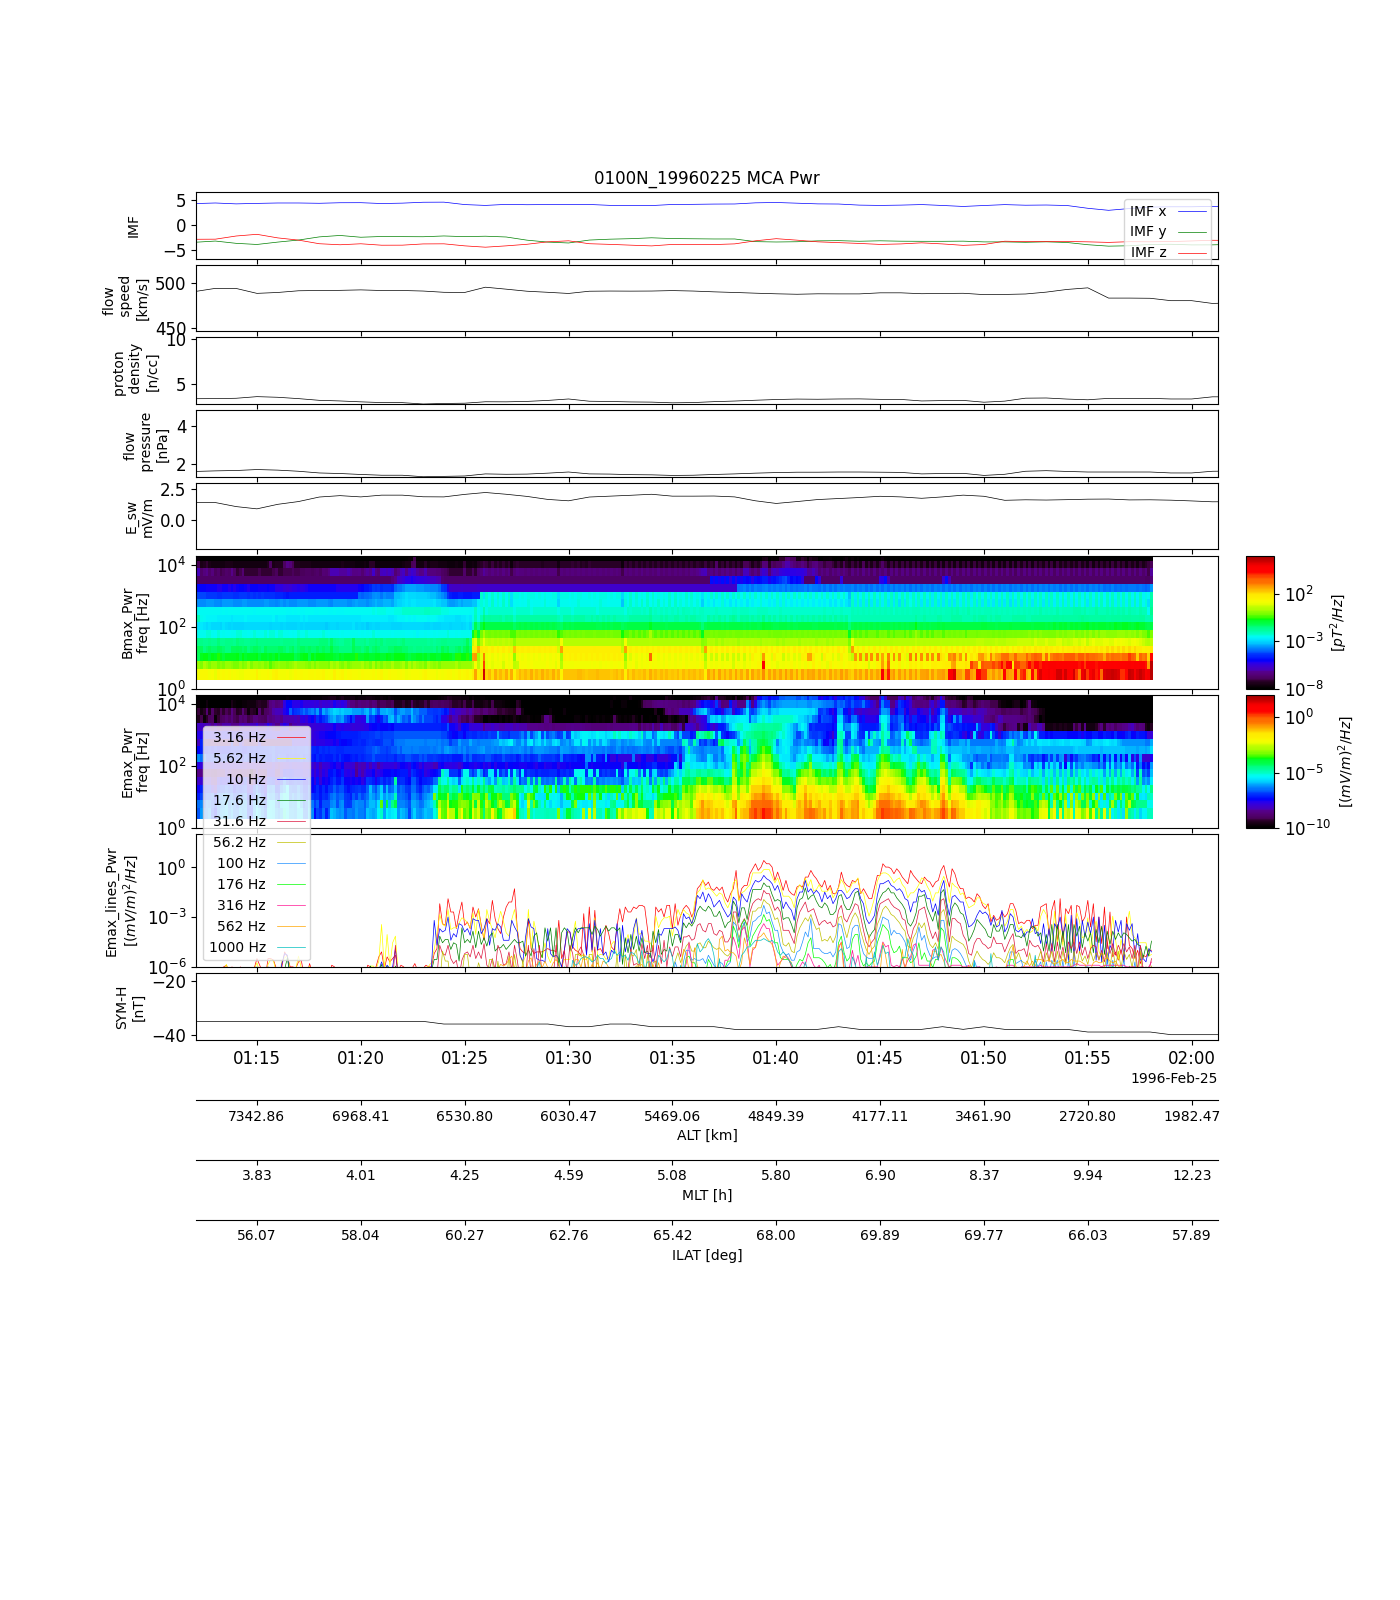 0100N_19960225 MCA Pwr
IMF
5
0
−5
IMF x
IMF y
IMF z
flow
speed
[km/s]
500
450
proton
density
[n/cc]
10
5
flow
pressure
[nPa]
4
2
E_sw
mV/m
2.5
0.0
Bmax_Pwr
freq [Hz]
10^4
10^2
10^0
10^2
10^−3
10^−8
[pT^2/Hz]
Emax_Pwr
freq [Hz]
10^4
10^2
10^0
10^0
10^−5
10^−10
[(mV/m)^2/Hz]
3.16 Hz
5.62 Hz
10 Hz
17.6 Hz
31.6 Hz
56.2 Hz
100 Hz
176 Hz
316 Hz
562 Hz
1000 Hz
Emax_lines_Pwr
[(mV/m)^2/Hz]
10^0
10^−3
10^−6
SYM-H
[nT]
−20
−40
01:15 01:20 01:25 01:30 01:35 01:40 01:45 01:50 01:55 02:00
1996-Feb-25
7342.86 6968.41 6530.80 6030.47 5469.06 4849.39 4177.11 3461.90 2720.80 1982.47
ALT [km]
3.83 4.01 4.25 4.59 5.08 5.80 6.90 8.37 9.94 12.23
MLT [h]
56.07 58.04 60.27 62.76 65.42 68.00 69.89 69.77 66.03 57.89
ILAT [deg]